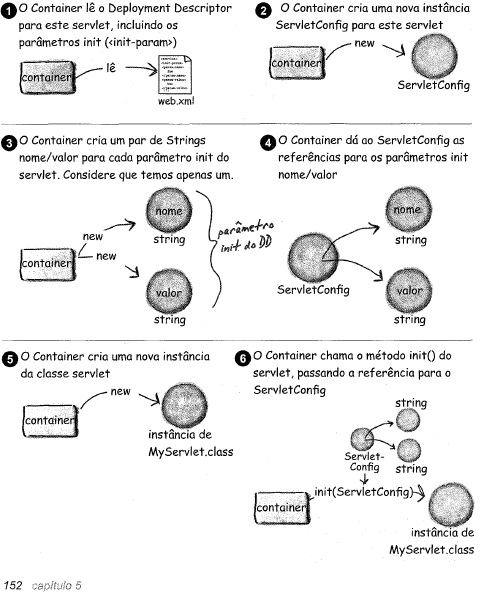 1 O Container lê o Deployment Descriptor
para este servlet, incluindo os
parâmetros init (<init-param>)
container
lê
web.xml
2 O Container cria uma nova instância
ServletConfig para este servlet
new
container
ServletConfig
3 O Container cria um par de Strings
nome/valor para cada parâmetro init do
servlet. Considere que temos apenas um.
nome
string
new
new
container
valor
string
parâmetro
init do DD
4 O Container dá ao ServletConfig as
referências para os parâmetros init
nome/valor
nome
string
ServletConfig
valor
string
5 O Container cria uma nova instância
da classe servlet
new
container
instância de
MyServlet.class
6 O Container chama o método init() do
servlet, passando a referência para o
ServletConfig
string
Servlet-
Config
string
init(ServletConfig)
container
instância de
MyServlet.class
152 capítulo 5